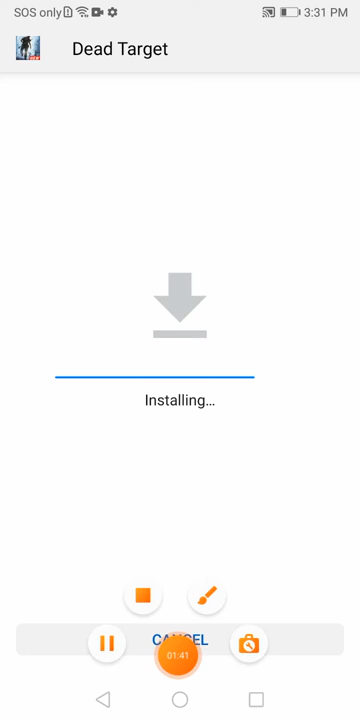 SOS only 3:31 PM
Dead Target
Installing...
CANCEL
01:41